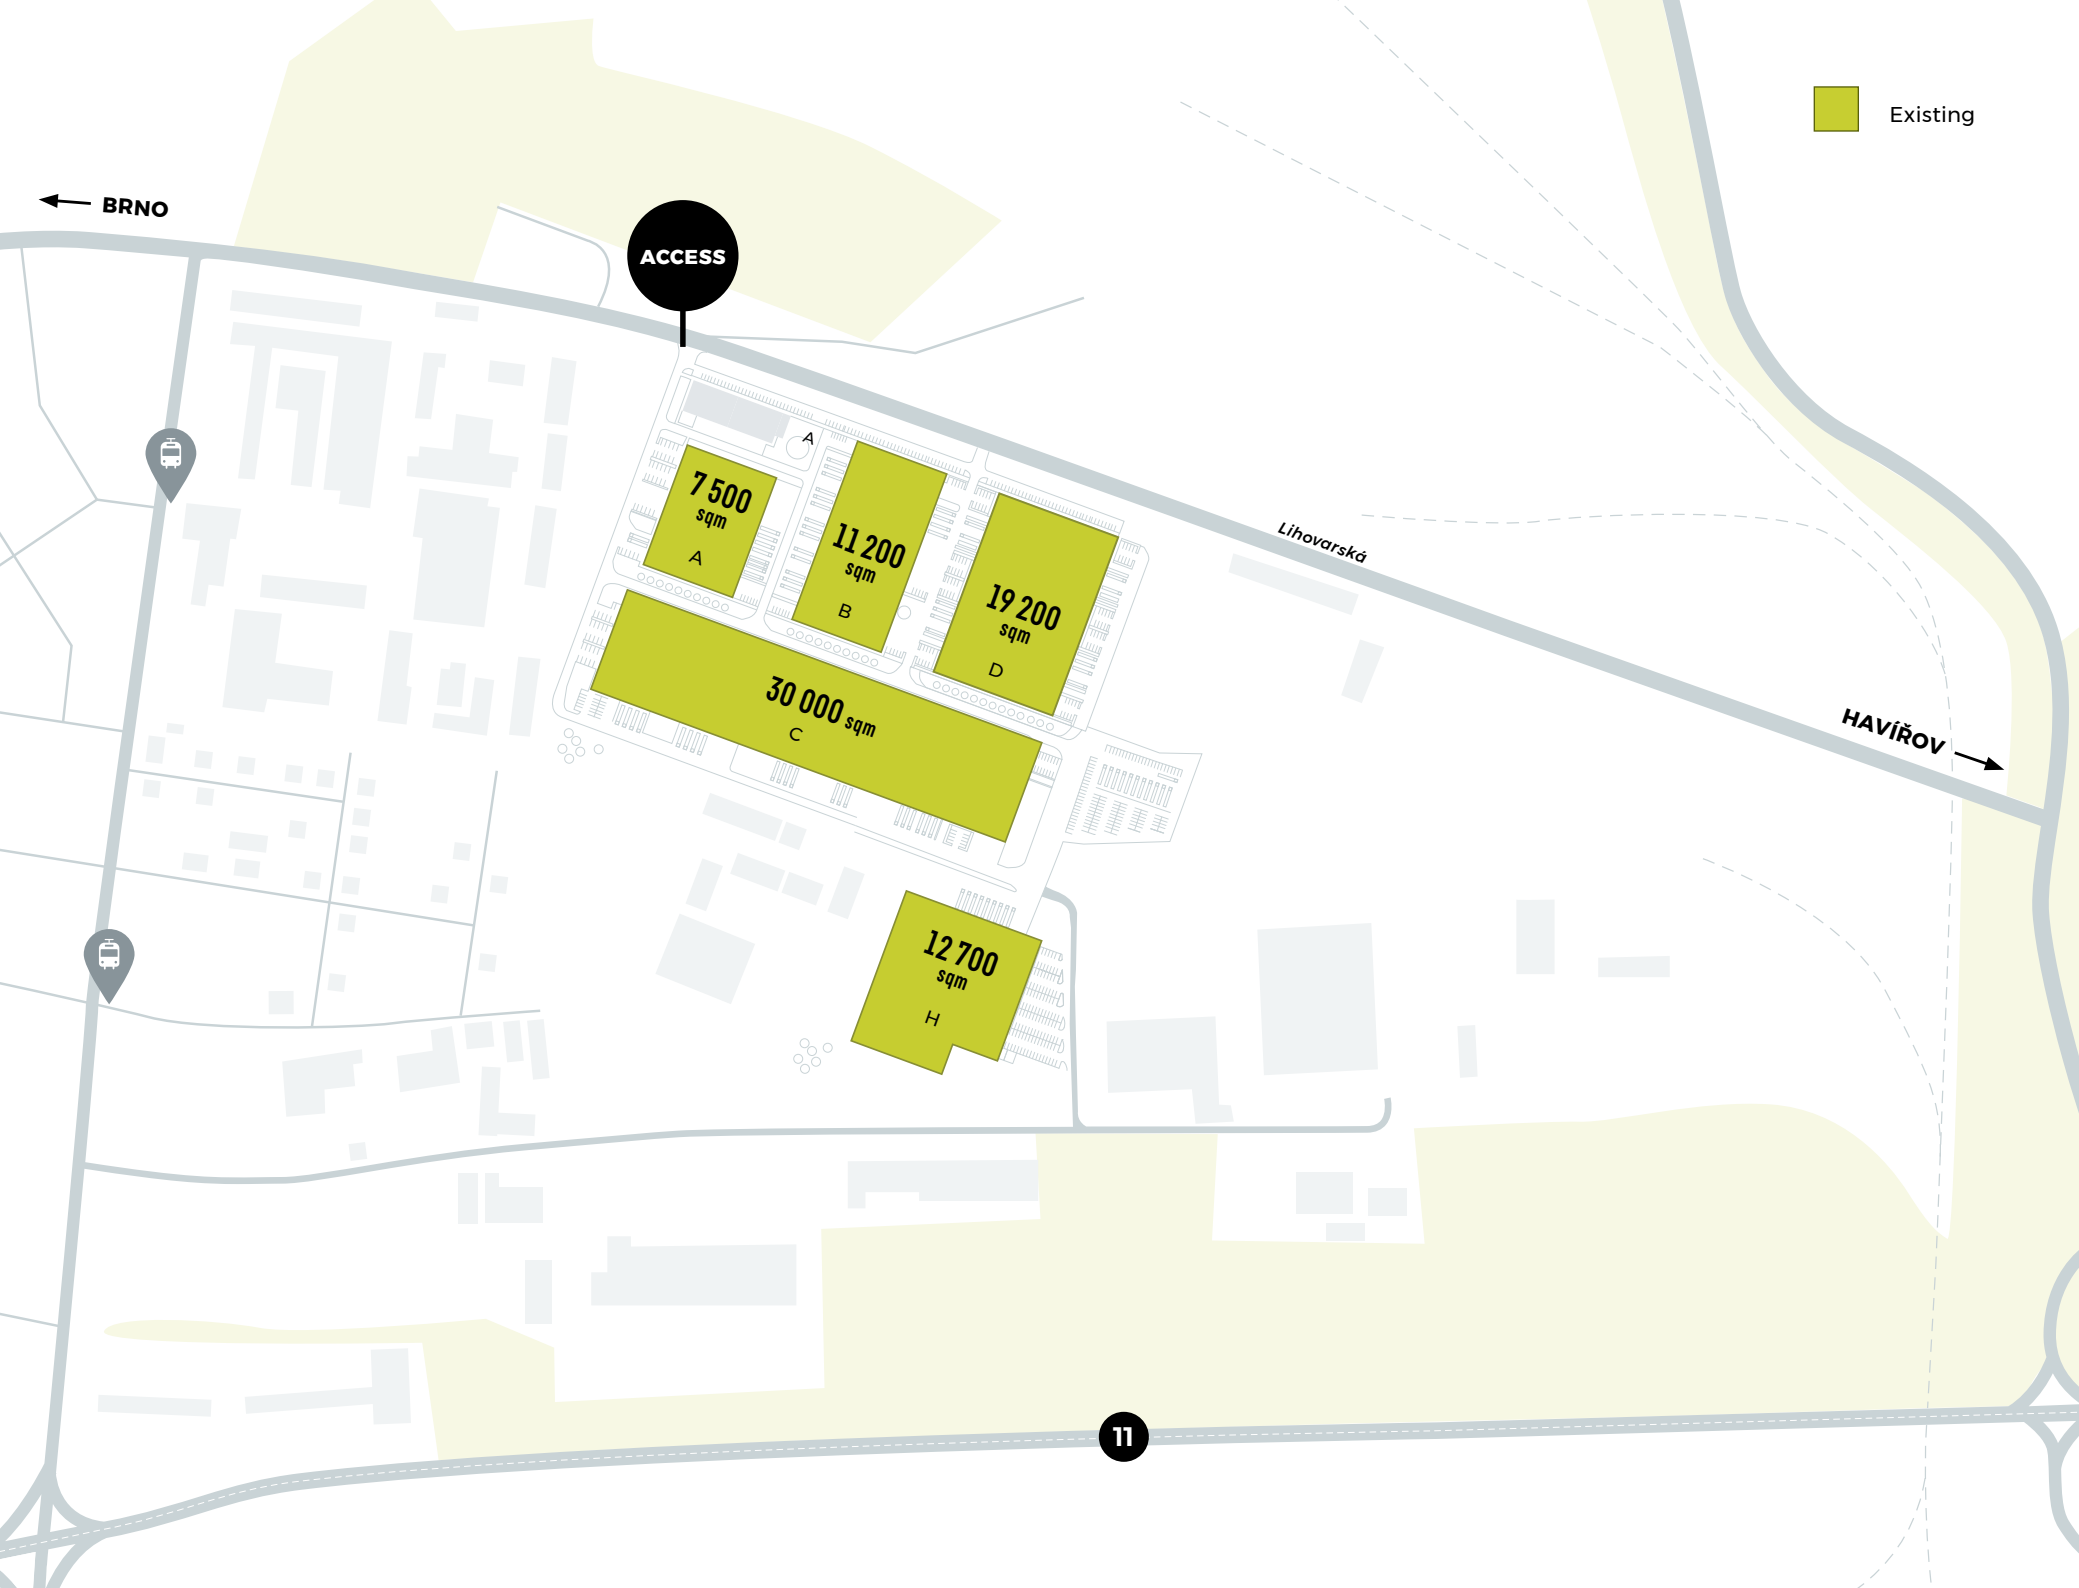 Existing
BRNO
ACCESS
A
7 500
sqm
A
11 200
sqm
B
Lihovarská
19 200
sqm
D
30 000 sqm
C
HAVÍŘOV
12 700
sqm
H
11